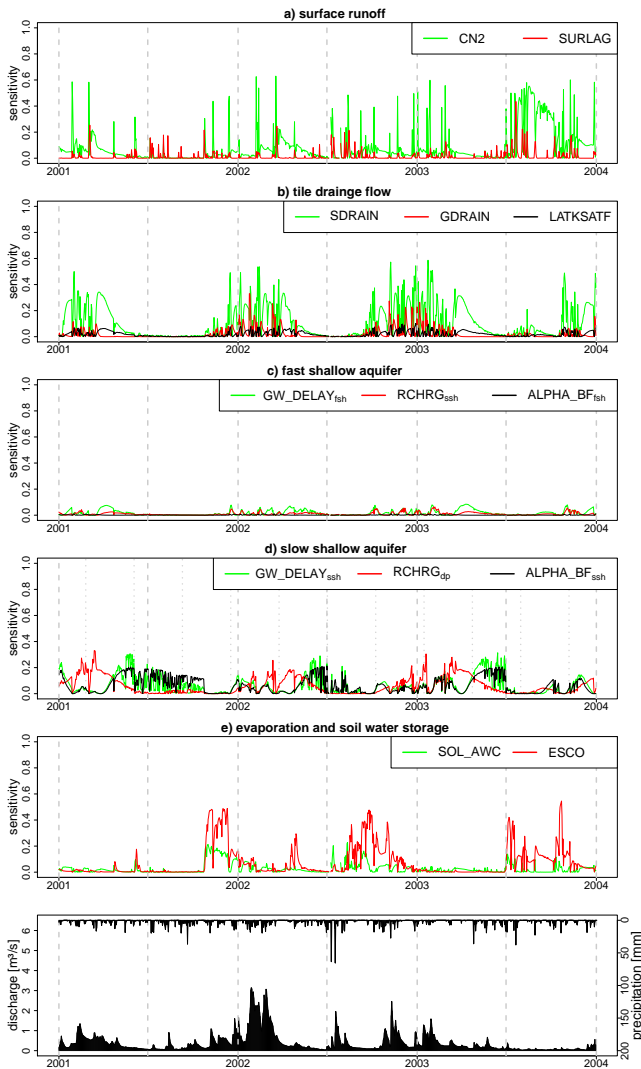 a) surface runoff
CN2 SURLAG
sensitivity
0.0 0.2 0.4 0.6 0.8 1.0
2001 2002 2003 2004
b) tile drainge flow
SDRAIN GDRAIN LATKSATF
sensitivity
0.0 0.2 0.4 0.6 0.8 1.0
2001 2002 2003 2004
c) fast shallow aquifer
GW_DELAYfsh RCHRGssh ALPHA_BFfsh
sensitivity
0.0 0.2 0.4 0.6 0.8 1.0
2001 2002 2003 2004
d) slow shallow aquifer
GW_DELAYssh RCHRGdp ALPHA_BFssh
sensitivity
0.0 0.2 0.4 0.6 0.8 1.0
2001 2002 2003 2004
e) evaporation and soil water storage
SOL_AWC ESCO
sensitivity
0.0 0.2 0.4 0.6 0.8 1.0
2001 2002 2003 2004
discharge [m³/s]
0 1 2 3 4 5 6
precipitation [mm]
200 150 100 50 0
2001 2002 2003 2004